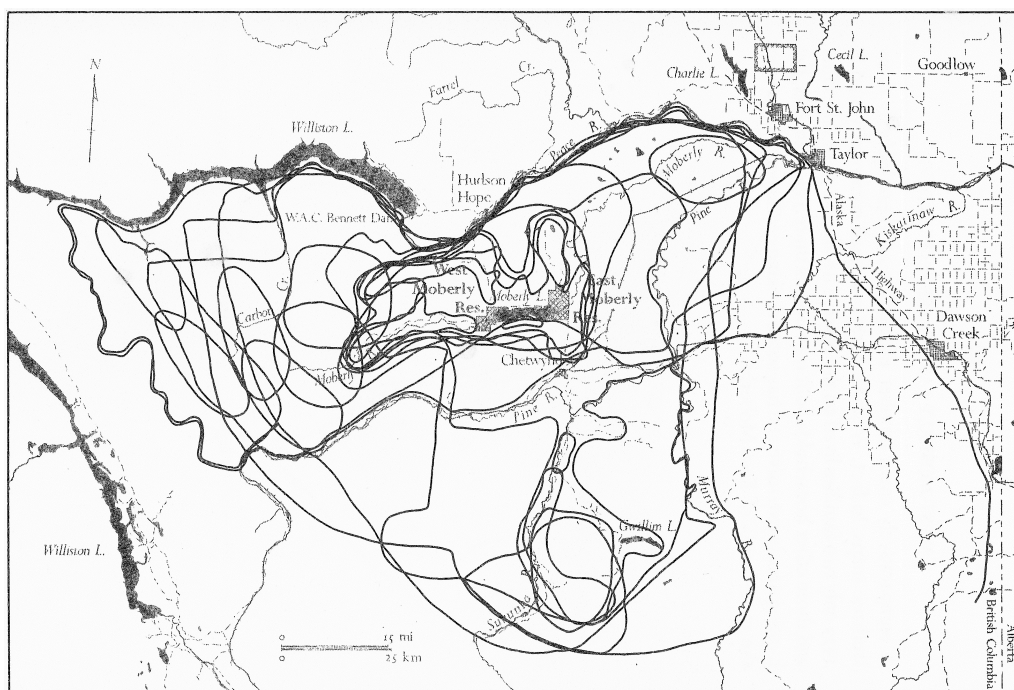 N
Farrel
Cr.
Charlie L.
Cecil L.
Goodlow
Fort St. John
Williston L.
Peace
R.
Moberly
R.
Taylor
Hudson
Hope
W.A.C. Bennett Dam
Pine
Alaska
Highway
Kiskatinaw
R.
West
Moberly
Res.
Moberly L.
East
Moberly
Res.
Carbon
C
Dawson
Creek
Moberly
Chetwynd
Pine R.
Murray
R.
Gwillim L.
Williston L.
Sukunka
R.
0
15 mi
0
25 km
British Columbia
Alberta